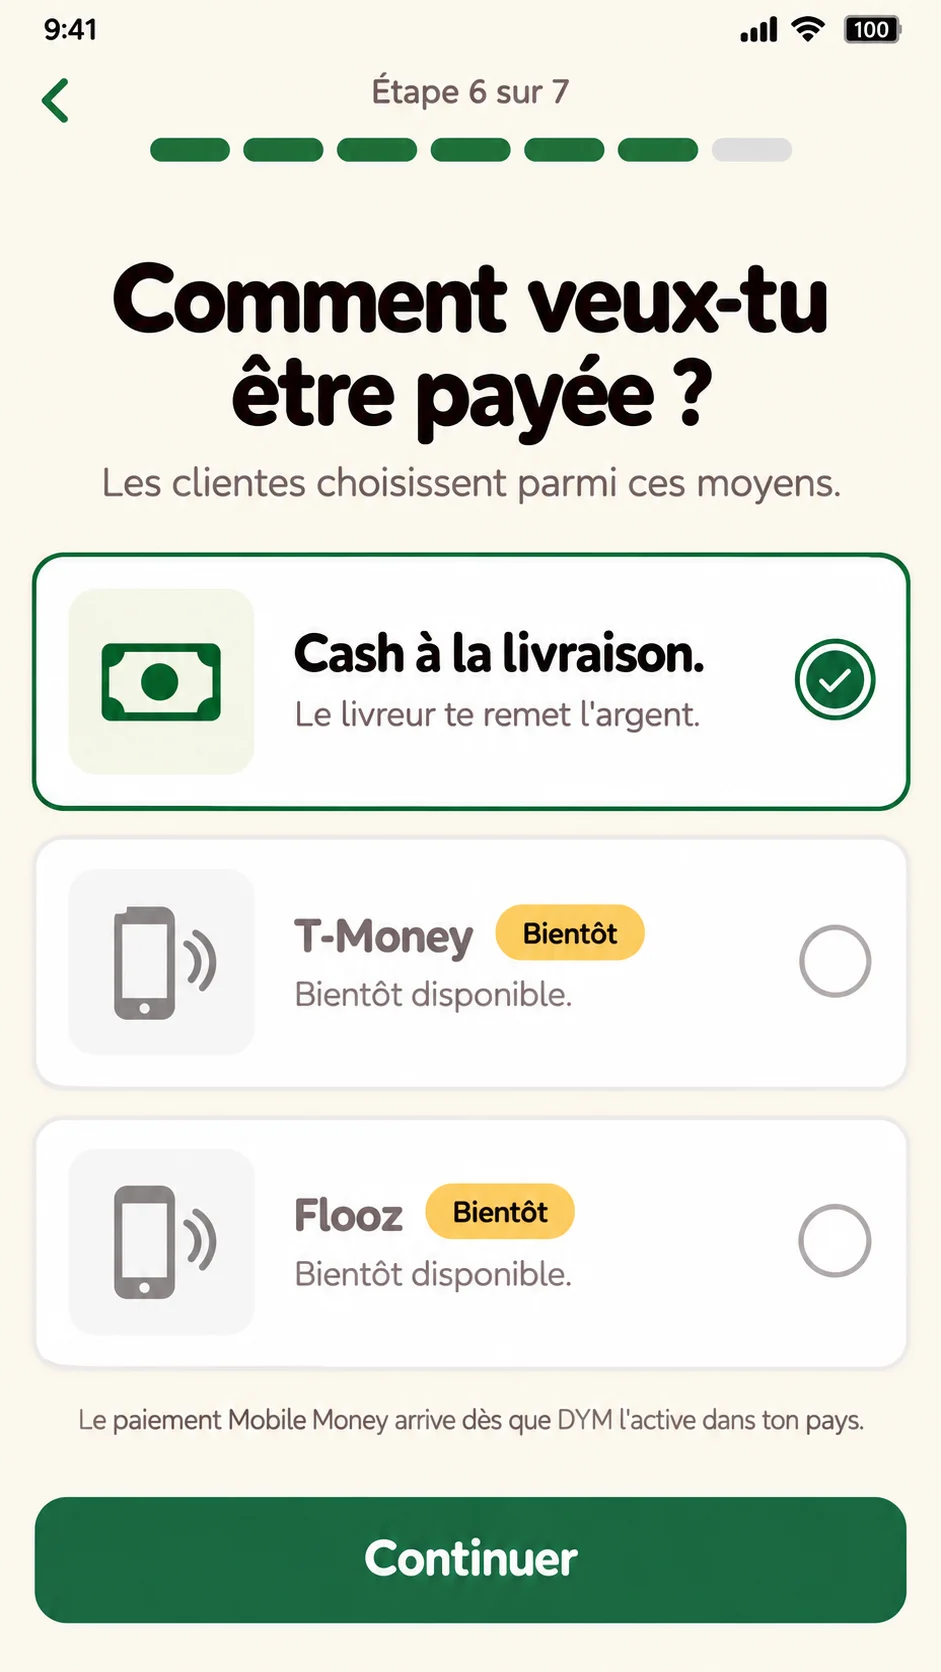 9:41
100
Étape 6 sur 7
Comment veux-tu
être payée ?
Les clientes choisissent parmi ces moyens.
Cash à la livraison.
Le livreur te remet l'argent.
T-Money Bientôt
Bientôt disponible.
Flooz Bientôt
Bientôt disponible.
Le paiement Mobile Money arrive dès que DYM l'active dans ton pays.
Continuer